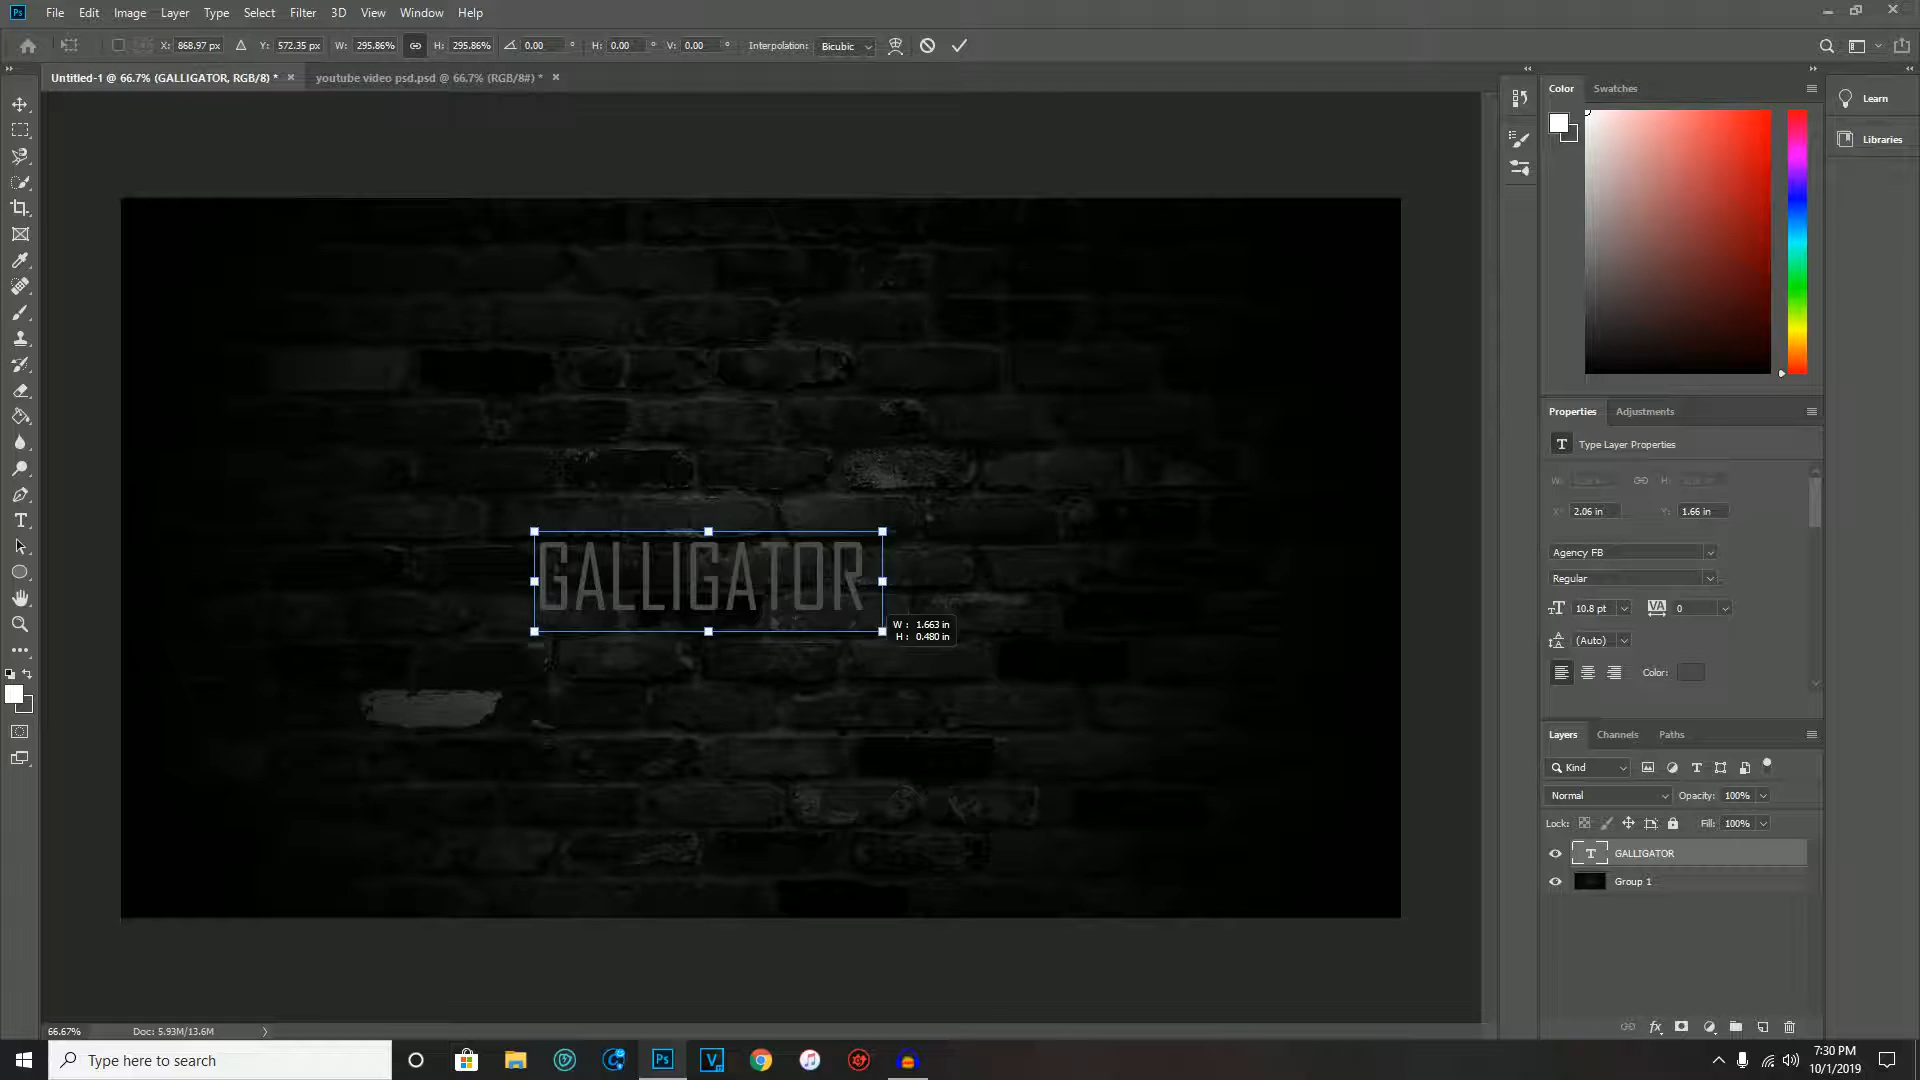 File Edit Image Layer Type Select Filter 3D View Window Help
X: 868.97 px Y: 572.35 px W: 295.86% H: 295.86% 0.00 ° H: 0.00 ° V: 0.00 ° Interpolation: Bicubic
Untitled-1 @ 66.7% (GALLIGATOR, RGB/8) * × youtube video psd.psd @ 66.7% (RGB/8#) * ×
Color Swatches
Learn
Libraries
Properties Adjustments
T Type Layer Properties
W: H:
X: 2.06 in Y: 1.66 in
Agency FB
Regular
10.8 pt VA 0
(Auto)
Color:
GALLIGATOR
W : 1.663 in
H : 0.480 in
Layers Channels Paths
Kind
Normal Opacity: 100%
Lock: Fill: 100%
T GALLIGATOR
Group 1
fx
66.67% Doc: 5.93M/13.6M
Type here to search
Ps
V
7:30 PM
10/1/2019